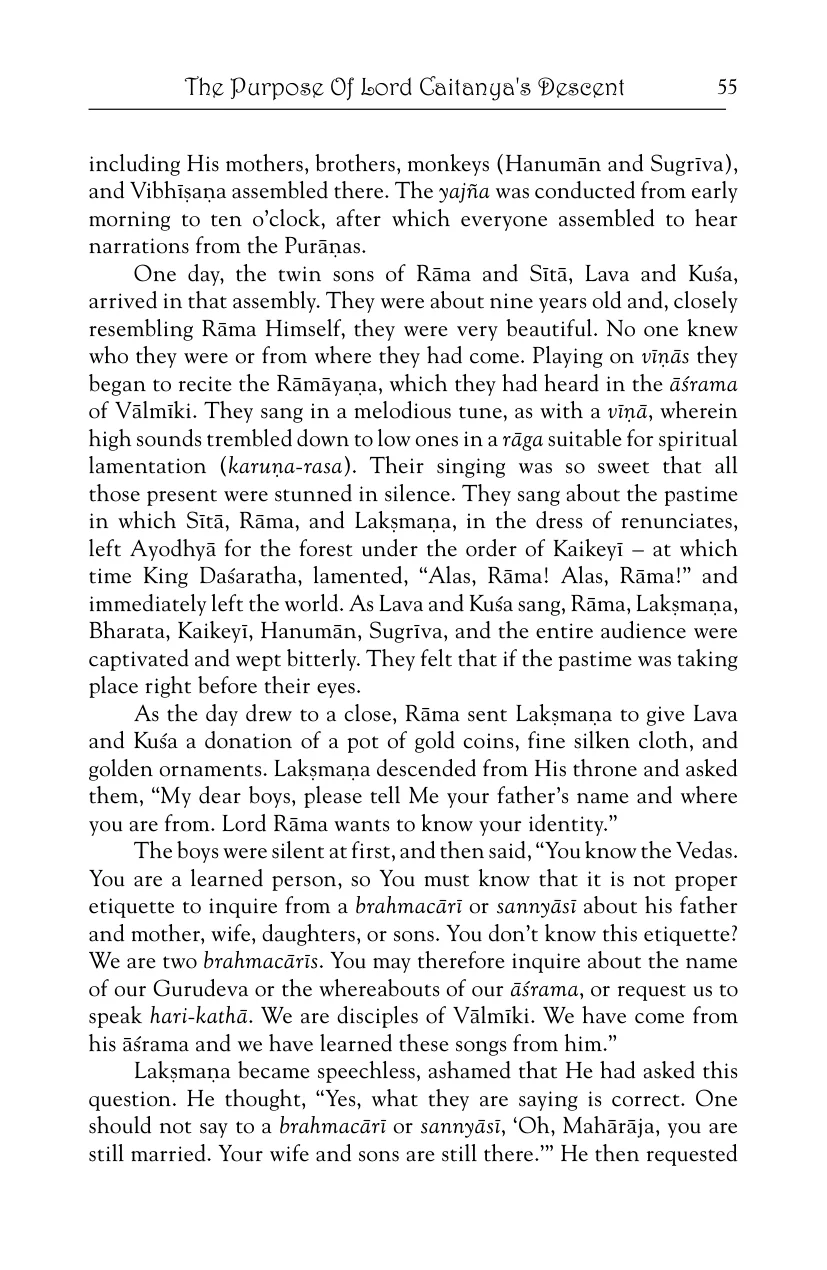 The Purpose Of Lord Caitanya's Descent 55
including His mothers, brothers, monkeys (Hanumān and Sugrīva),
and Vibhīṣaṇa assembled there. The yajña was conducted from early
morning to ten o’clock, after which everyone assembled to hear
narrations from the Purāṇas.
One day, the twin sons of Rāma and Sītā, Lava and Kuśa,
arrived in that assembly. They were about nine years old and, closely
resembling Rāma Himself, they were very beautiful. No one knew
who they were or from where they had come. Playing on vīṇās they
began to recite the Rāmāyaṇa, which they had heard in the āśrama
of Vālmīki. They sang in a melodious tune, as with a vīṇā, wherein
high sounds trembled down to low ones in a rāga suitable for spiritual
lamentation (karuṇa-rasa). Their singing was so sweet that all
those present were stunned in silence. They sang about the pastime
in which Sītā, Rāma, and Lakṣmaṇa, in the dress of renunciates,
left Ayodhyā for the forest under the order of Kaikeyī – at which
time King Daśaratha, lamented, “Alas, Rāma! Alas, Rāma!” and
immediately left the world. As Lava and Kuśa sang, Rāma, Lakṣmaṇa,
Bharata, Kaikeyī, Hanumān, Sugrīva, and the entire audience were
captivated and wept bitterly. They felt that if the pastime was taking
place right before their eyes.
As the day drew to a close, Rāma sent Lakṣmaṇa to give Lava
and Kuśa a donation of a pot of gold coins, fine silken cloth, and
golden ornaments. Lakṣmaṇa descended from His throne and asked
them, “My dear boys, please tell Me your father’s name and where
you are from. Lord Rāma wants to know your identity.”
The boys were silent at first, and then said, “You know the Vedas.
You are a learned person, so You must know that it is not proper
etiquette to inquire from a brahmacārī or sannyāsī about his father
and mother, wife, daughters, or sons. You don’t know this etiquette?
We are two brahmacārīs. You may therefore inquire about the name
of our Gurudeva or the whereabouts of our āśrama, or request us to
speak hari-kathā. We are disciples of Vālmīki. We have come from
his āśrama and we have learned these songs from him.”
Lakṣmaṇa became speechless, ashamed that He had asked this
question. He thought, “Yes, what they are saying is correct. One
should not say to a brahmacārī or sannyāsī, ‘Oh, Mahārāja, you are
still married. Your wife and sons are still there.’” He then requested